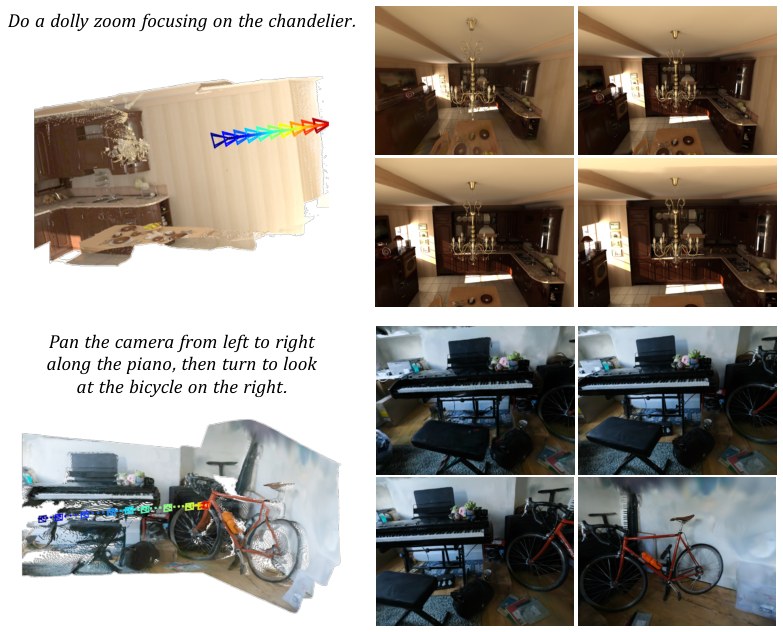 Do a dolly zoom focusing on the chandelier.
Pan the camera from left to right
along the piano, then turn to look
at the bicycle on the right.